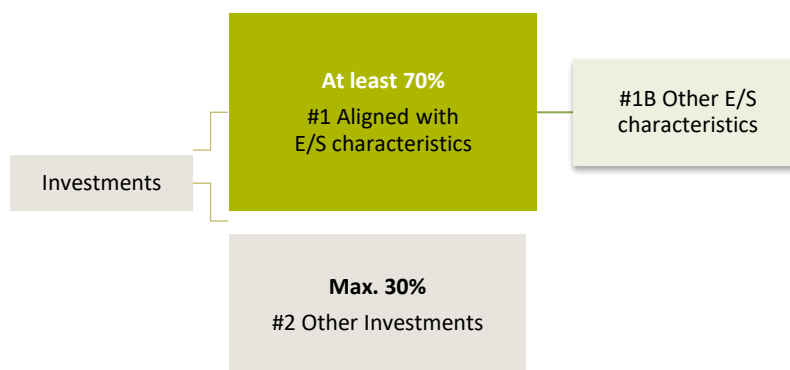 Investments
At least 70%
#1 Aligned with
E/S characteristics
#1B Other E/S
characteristics
Max. 30%
#2 Other Investments